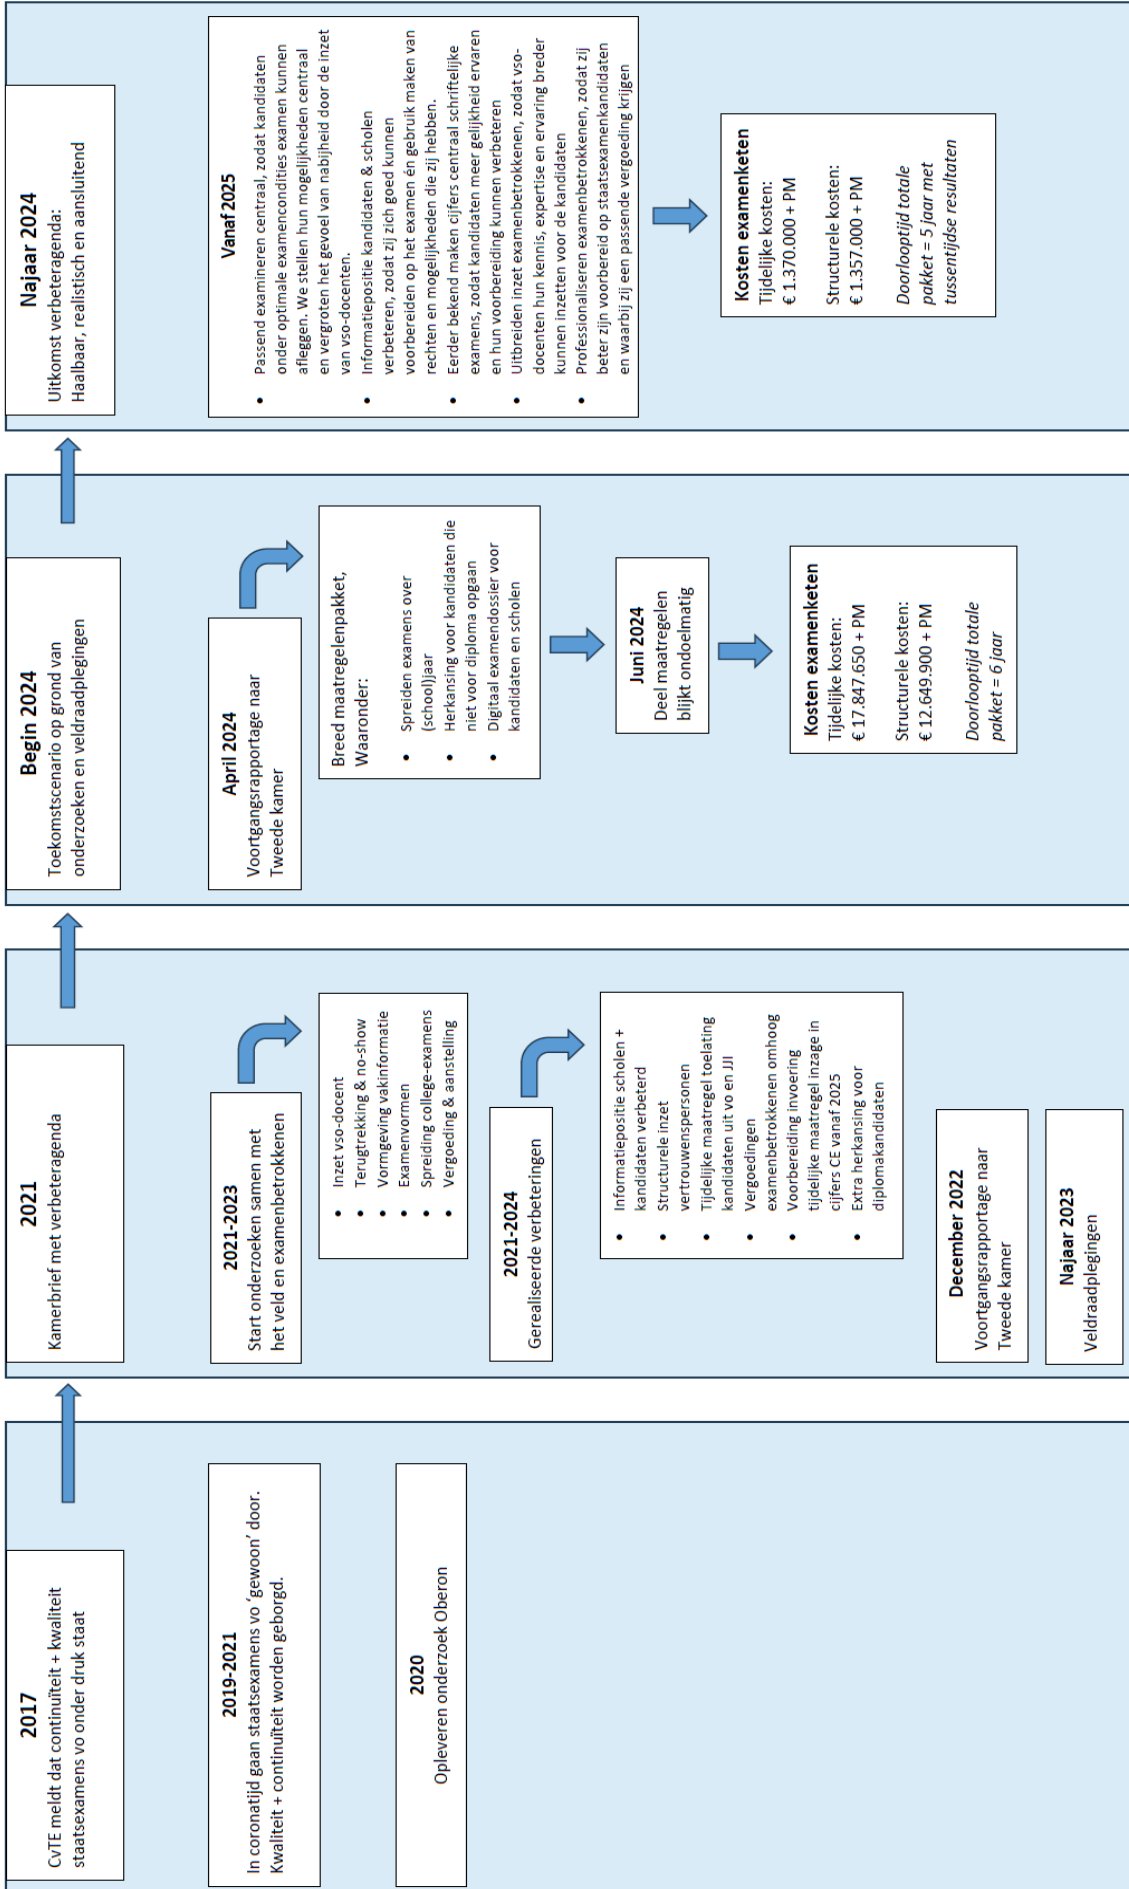 2017
CvTE meldt dat continuïteit + kwaliteit
staatsexamens vo onder druk staat
2019-2021
In coronatijd gaan staatsexamens vo ‘gewoon’ door.
Kwaliteit + continuïteit worden geborgd.
2020
Opleveren onderzoek Oberon
2021
Kamerbrief met verbeteragenda
2021-2023
Start onderzoeken samen met
het veld en examenbetrokkenen
• Inzet vso-docent
• Terugtrekking & no-show
• Vormgeving vakinformatie
• Examenvormen
• Spreiding college-examens
• Vergoeding & aanstelling
2021-2024
Gerealiseerde verbeteringen
• Informatiepositie scholen +
kandidaten verbeterd
• Structurele inzet
vertrouwenspersonen
• Tijdelijke maatregel toelating
kandidaten uit vo en JJI
• Vergoedingen
examenbetrokkenen omhoog
• Voorbereiding invoering
tijdelijke maatregel inzage in
cijfers CE vanaf 2025
• Extra herkansing voor
diplomakandidaten
December 2022
Voortgangsrapportage naar
Tweede kamer
Najaar 2023
Veldraadplegingen
Begin 2024
Toekomstscenario op grond van
onderzoeken en veldraadplegingen
April 2024
Voortgangsrapportage naar
Tweede kamer
Breed maatregelenpakket,
Waaronder:
• Spreiden examens over
(school)jaar
• Herkansing voor kandidaten die
niet voor diploma opgaan
• Digitaal examendossier voor
kandidaten en scholen
Juni 2024
Deel maatregelen
blijkt ondoelmatig
Kosten examenketen
Tijdelijke kosten:
€ 17.847.650 + PM
Structurele kosten:
€ 12.649.900 + PM
Doorlooptijd totale
pakket = 6 jaar
Najaar 2024
Uitkomst verbeteragenda:
Haalbaar, realistisch en aansluitend
Vanaf 2025
• Passend examineren centraal, zodat kandidaten
onder optimale examencondities examen kunnen
afleggen. We stellen hun mogelijkheden centraal
en vergroten het gevoel van nabijheid door de inzet
van vso-docenten.
• Informatiepositie kandidaten & scholen
verbeteren, zodat zij zich goed kunnen
voorbereiden op het examen én gebruik maken van
rechten en mogelijkheden die zij hebben.
• Eerder bekend maken cijfers centraal schriftelijke
examens, zodat kandidaten meer gelijkheid ervaren
en hun voorbereiding kunnen verbeteren
• Uitbreiden inzet examenbetrokkenen, zodat vso-
docenten hun kennis, expertise en ervaring breder
kunnen inzetten voor de kandidaten
• Professionaliseren examenbetrokkenen, zodat zij
beter zijn voorbereid op staatsexamenkandidaten
en waarbij zij een passende vergoeding krijgen
Kosten examenketen
Tijdelijke kosten:
€ 1.370.000 + PM
Structurele kosten:
€ 1.357.000 + PM
Doorlooptijd totale
pakket = 5 jaar met
tussentijdse resultaten